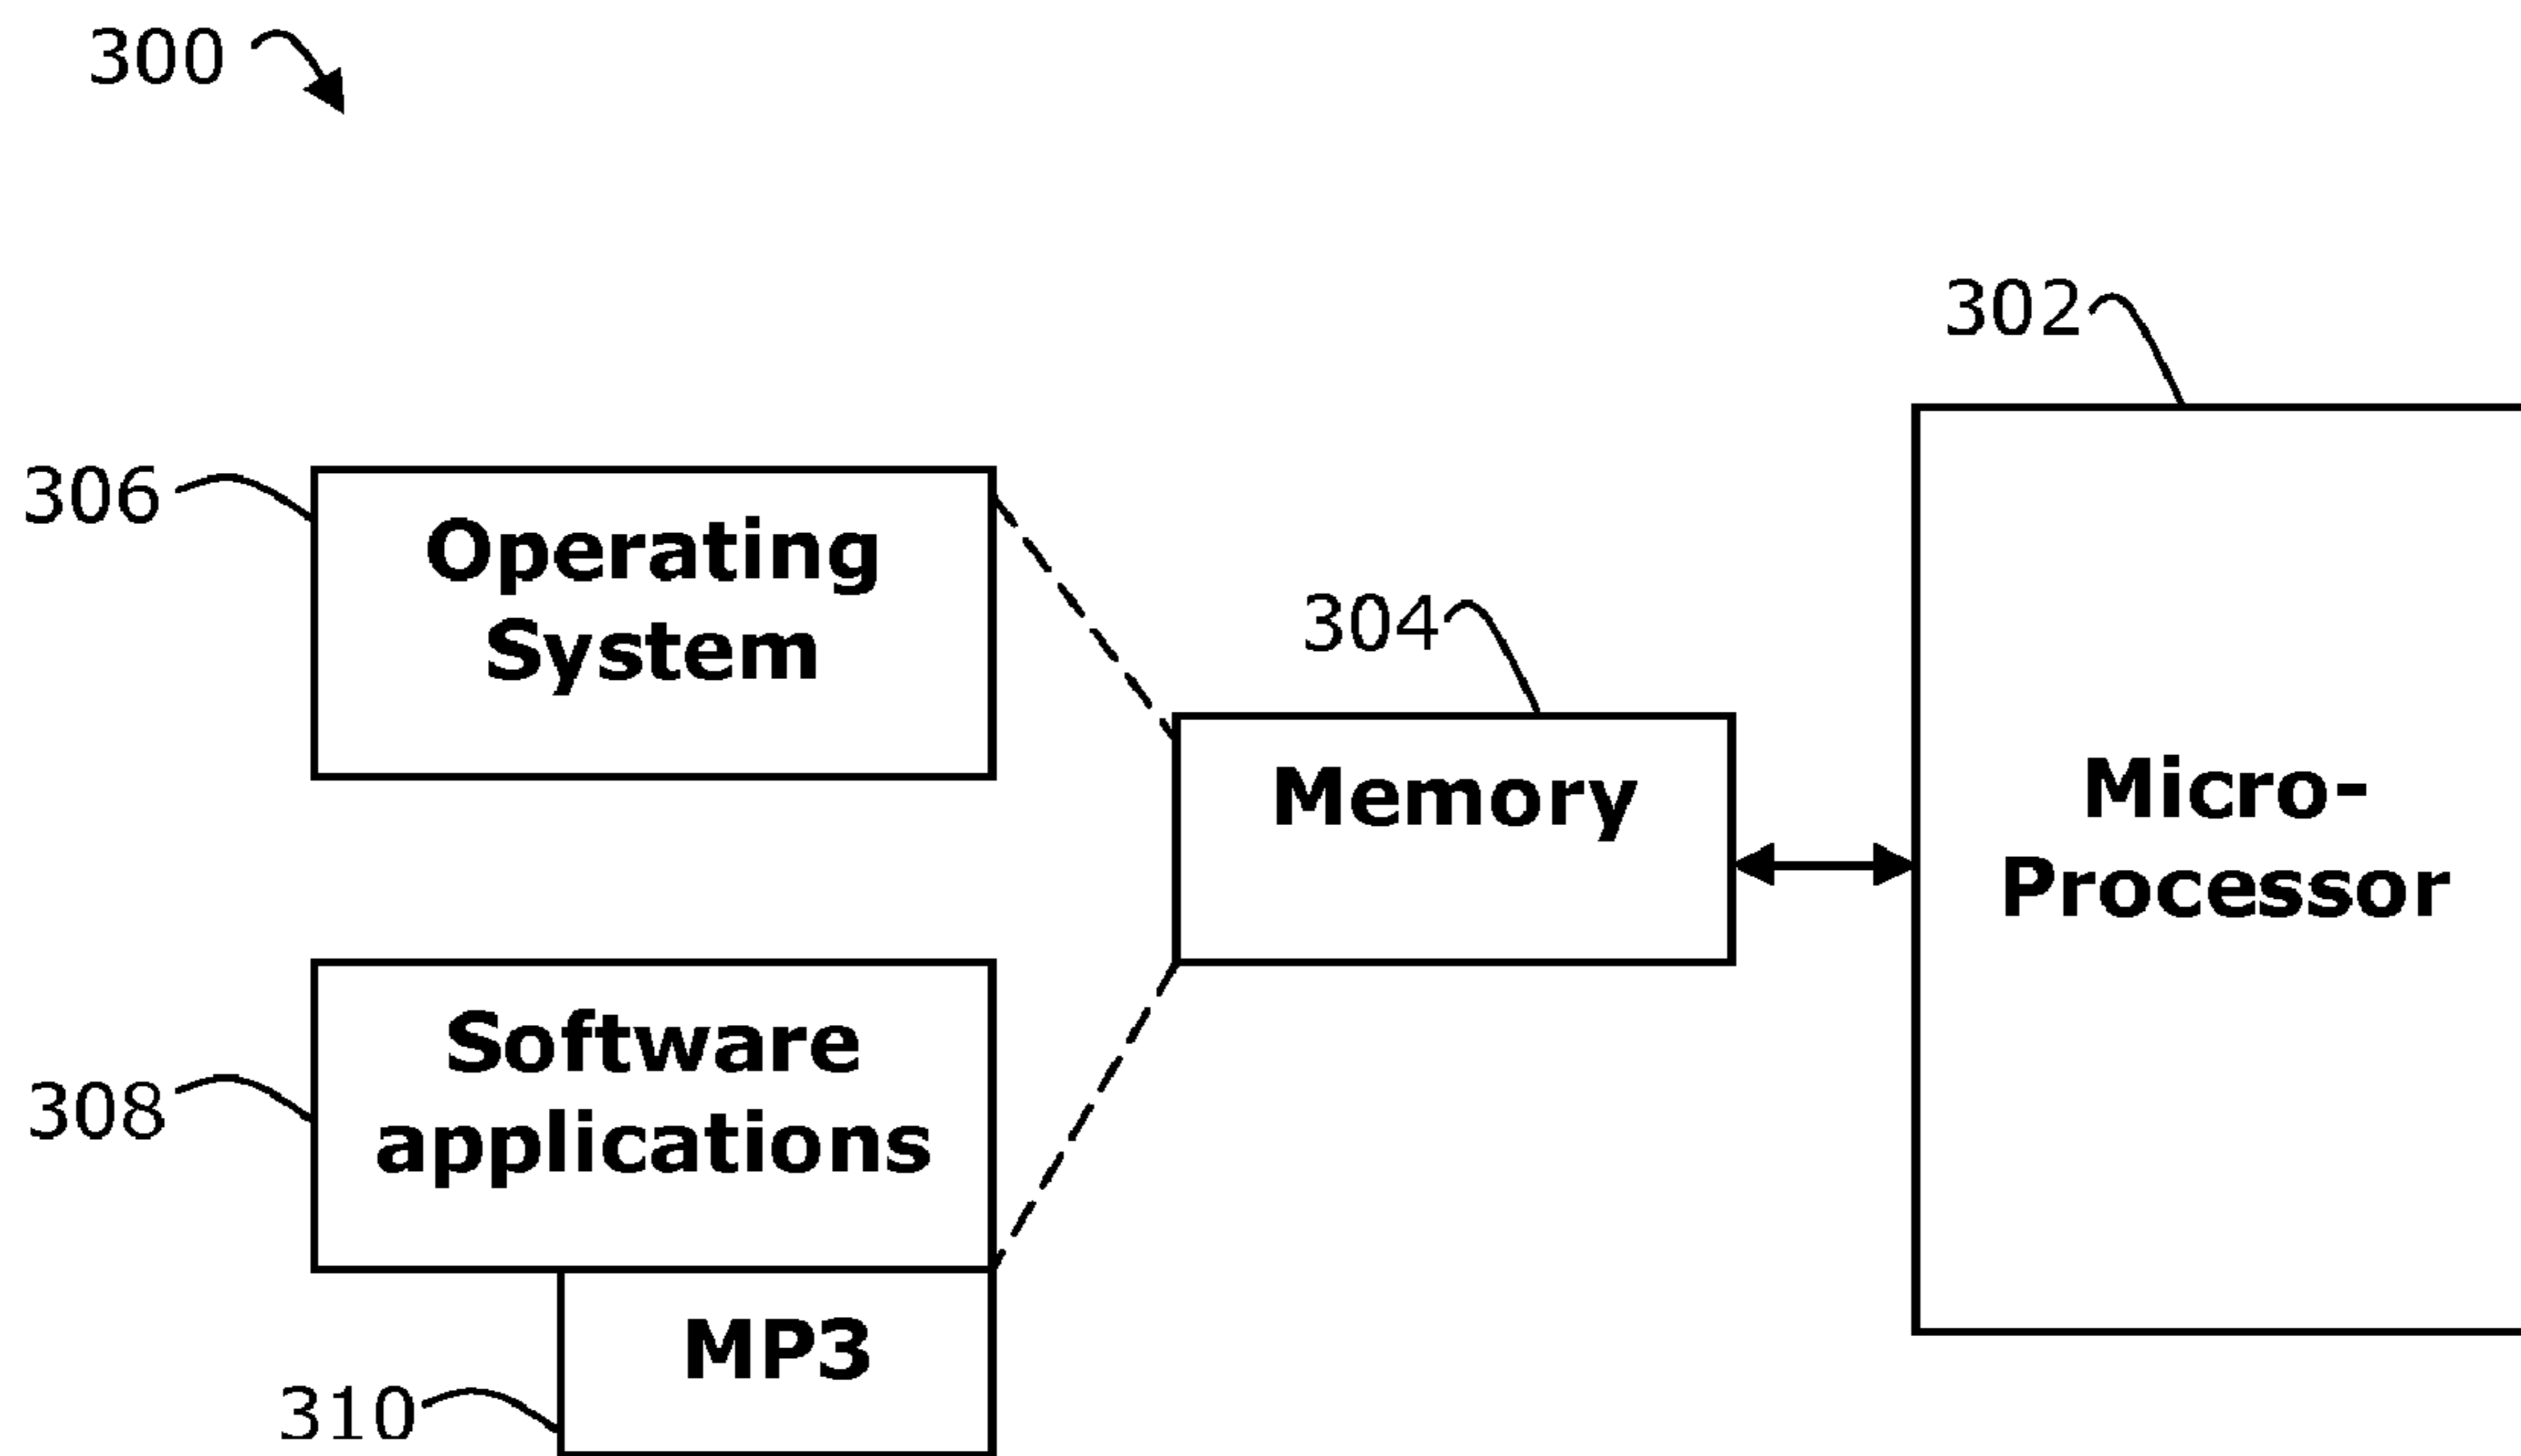 300
302
306
Operating
System
304
Memory
Micro-
Processor
308
Software
applications
MP3
310